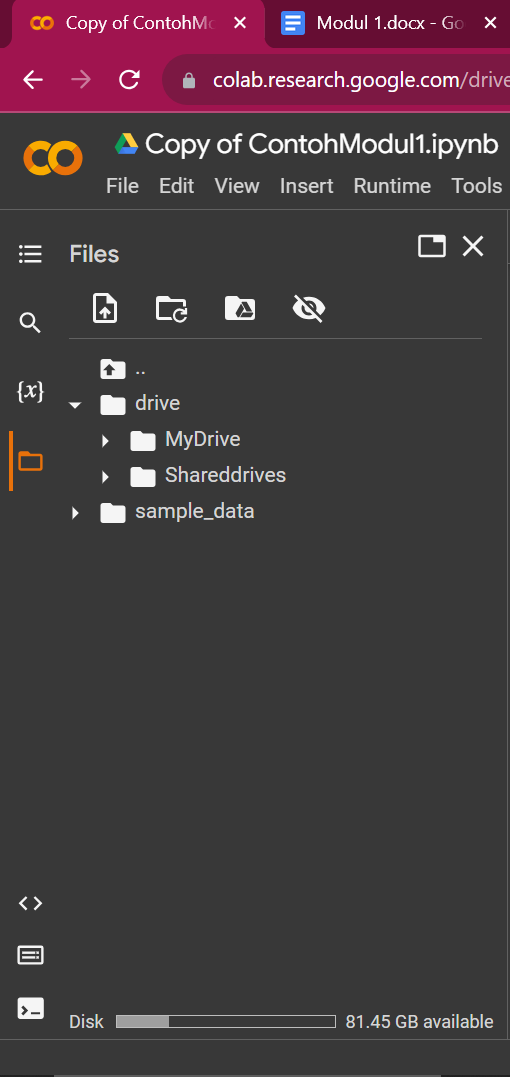 Copy of ContohMo
Modul 1.docx - Go
colab.research.google.com/drive
Copy of ContohModul1.ipynb
File Edit View Insert Runtime Tools
Files
{x}
..
drive
MyDrive
Shareddrives
sample_data
Disk 81.45 GB available